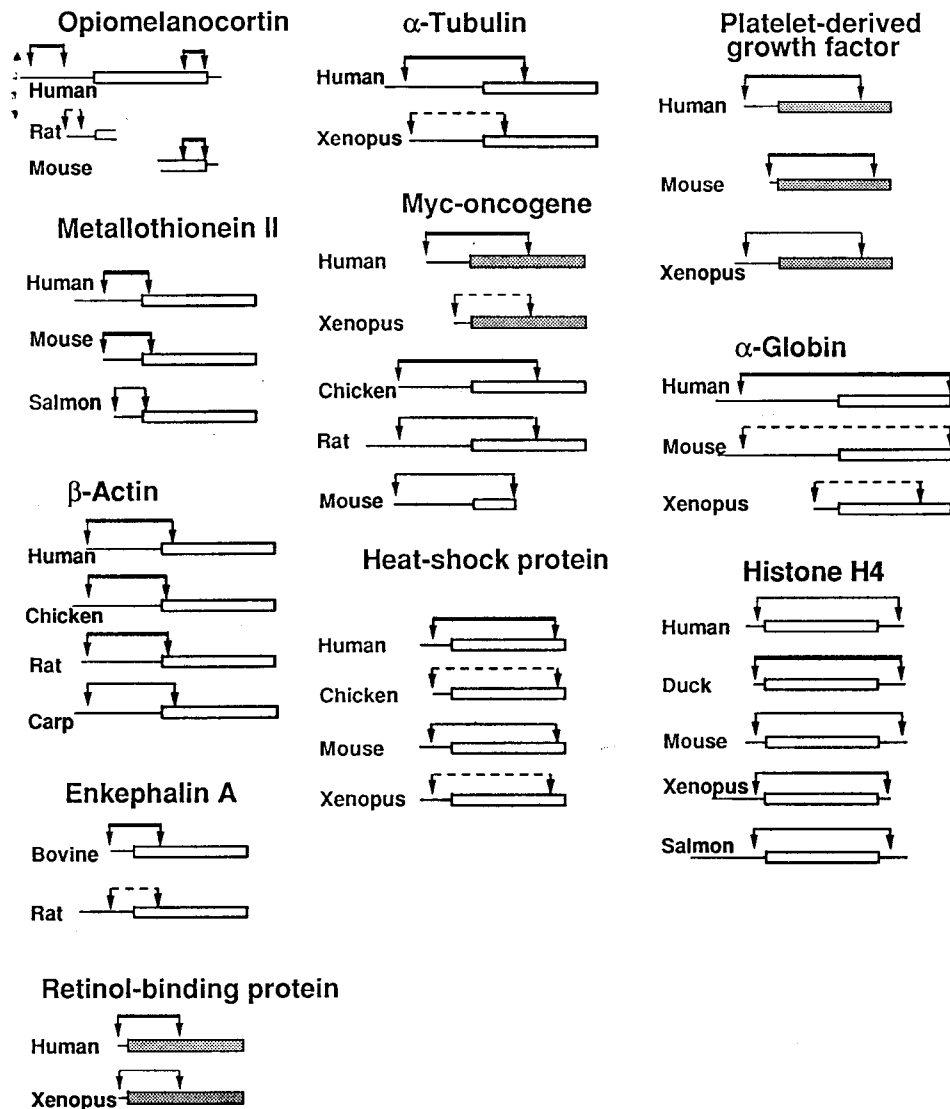 Opiomelanocortin
Human
Rat
Mouse
Metallothionein II
Human
Mouse
Salmon
β-Actin
Human
Chicken
Rat
Carp
Enkephalin A
Bovine
Rat
Retinol-binding protein
Human
Xenopus
α-Tubulin
Human
Xenopus
Myc-oncogene
Human
Xenopus
Chicken
Rat
Mouse
Heat-shock protein
Human
Chicken
Mouse
Xenopus
Platelet-derived
growth factor
Human
Mouse
Xenopus
α-Globin
Human
Mouse
Xenopus
Histone H4
Human
Duck
Mouse
Xenopus
Salmon